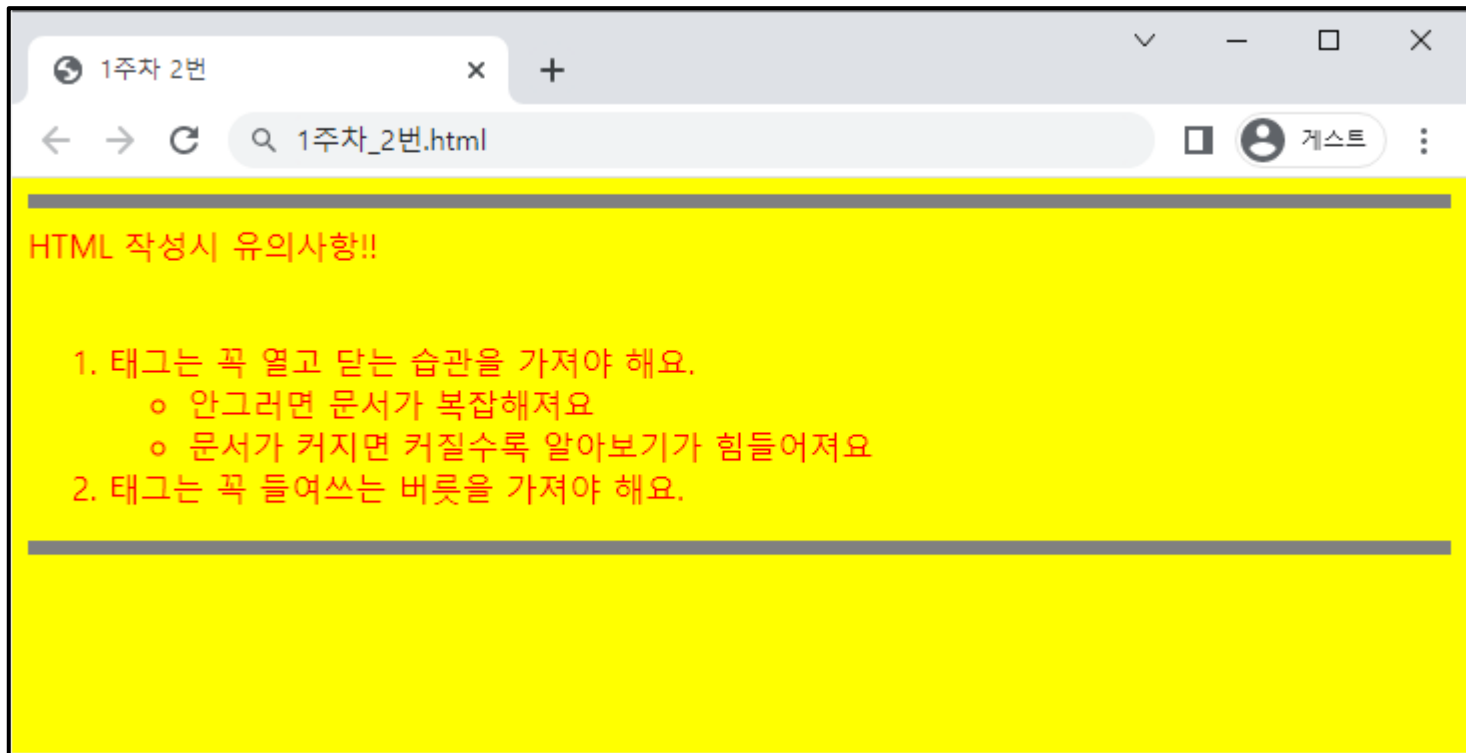 1주차 2번
1주차_2번.html
게스트
HTML 작성시 유의사항!!
1. 태그는 꼭 열고 닫는 습관을 가져야 해요.
안그러면 문서가 복잡해져요
문서가 커지면 커질수록 알아보기가 힘들어져요
2. 태그는 꼭 들여쓰는 버릇을 가져야 해요.